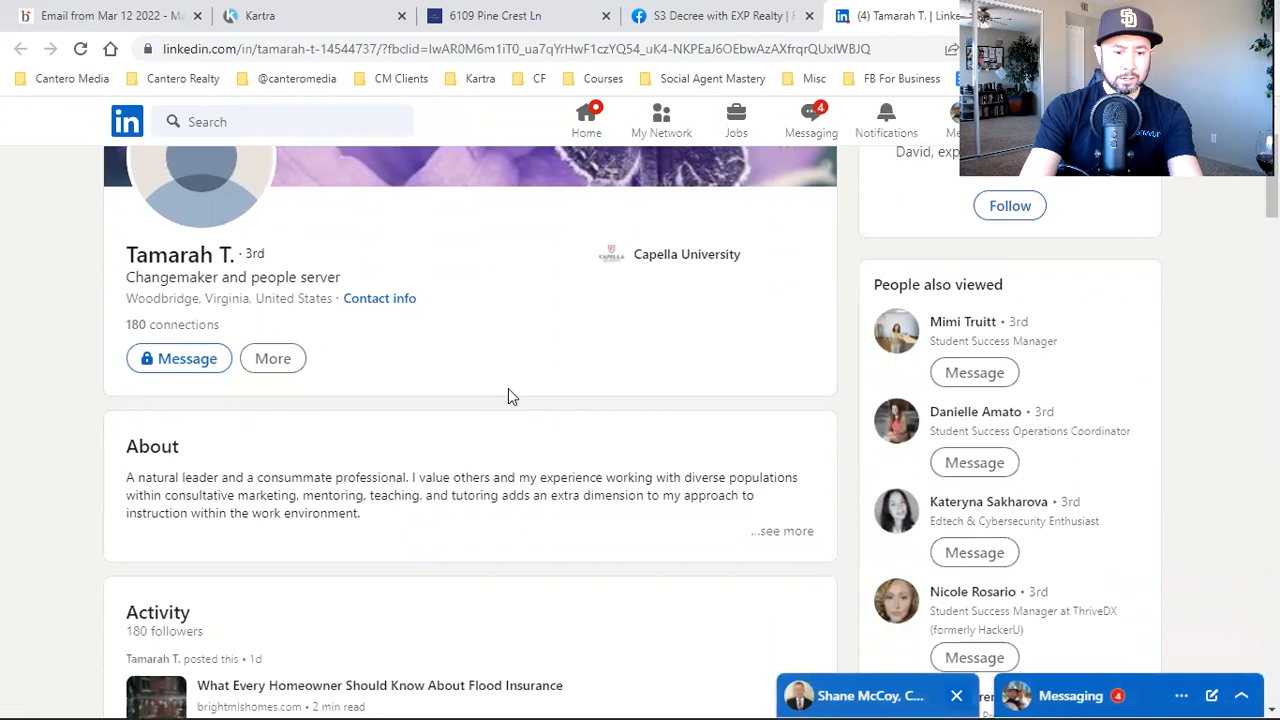 Email from Mar 12 2022 - Ma
Kart
6109 Pine Crest Ln
S3 Decree with EXP Realty | F
(4) Tamarah T. | Linke
linkedin.com/in/tamarah-t-14544737/?fbclid=IwAR0M6m1iT0_ua7qYrHwF1czYQ54_uK4-NKPEaJ6OEbwAzAXfrqrQUxIWBJQ
Cantero Media
Cantero Realty
@canteromedia
CM Clients
Kartra
CF
Courses
Social Agent Mastery
Misc
FB For Business
in
Search
Home
My Network
Jobs
4
Messaging
Notifications
David, exp
Follow
Tamarah T. · 3rd
Changemaker and people server
Woodbridge, Virginia, United States · Contact info
180 connections
Message
More
Capella University
About
A natural leader and a consummate professional. I value others and my experience working with diverse populations
within consultative marketing, mentoring, teaching, and tutoring adds an extra dimension to my approach to
instruction within the work environment.
...see more
Activity
180 followers
Tamarah T. posted this • 1d
What Every Homeowner Should Know About Flood Insurance
brightmlshomes.com • 2 min read
People also viewed
Mimi Truitt • 3rd
Student Success Manager
Message
Danielle Amato • 3rd
Student Success Operations Coordinator
Message
Kateryna Sakharova • 3rd
Edtech & Cybersecurity Enthusiast
Message
Nicole Rosario • 3rd
Student Success Manager at ThriveDX
(formerly HackerU)
Message
Shane McCoy, C...
Messaging 4